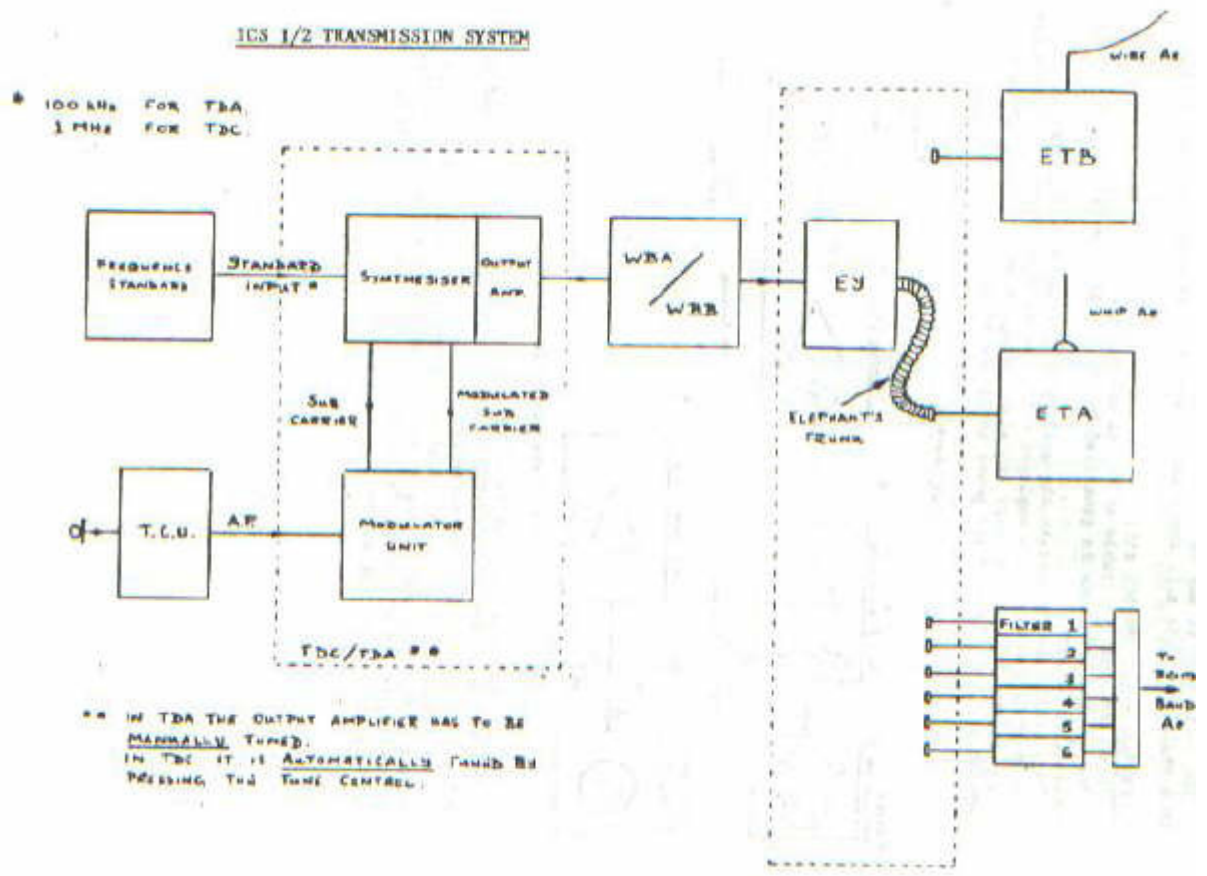 ICS 1/2 TRANSMISSION SYSTEM
* 100 kHz FOR TDA.
1 MHz FOR TDC.
WIRE AE
ETB
FREQUENCE
STANDARD
STANDARD
INPUT *
SYNTHESISER
OUTPUT
AMP.
WBA
WBB
EY
WHIP AE
ETA
ELEPHANT'S
TRUNK
SUB
CARRIER
MODULATED
SUB
CARRIER
T.C.U.
A.F.
MODULATOR
UNIT
TDC/TDA **
FILTER 1
2
3
4
5
6
TO
BAND
AE
** IN TDA THE OUTPUT AMPLIFIER HAS TO BE
MANUALLY TUNED.
IN TDC IT IS AUTOMATICALLY TUNED BY
PRESSING THE TUNE CONTROL.